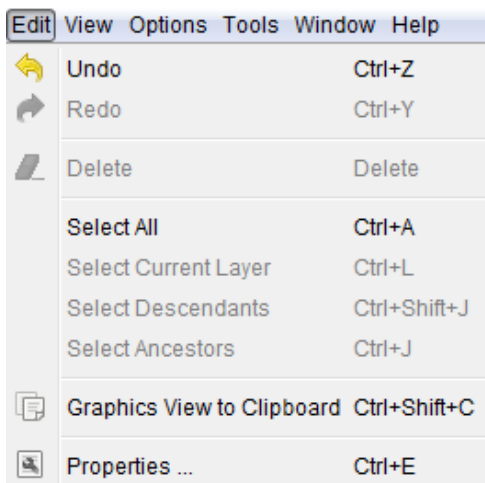 Edit View Options Tools Window Help
Undo Ctrl+Z
Redo Ctrl+Y
Delete Delete
Select All Ctrl+A
Select Current Layer Ctrl+L
Select Descendants Ctrl+Shift+J
Select Ancestors Ctrl+J
Graphics View to Clipboard Ctrl+Shift+C
Properties ... Ctrl+E